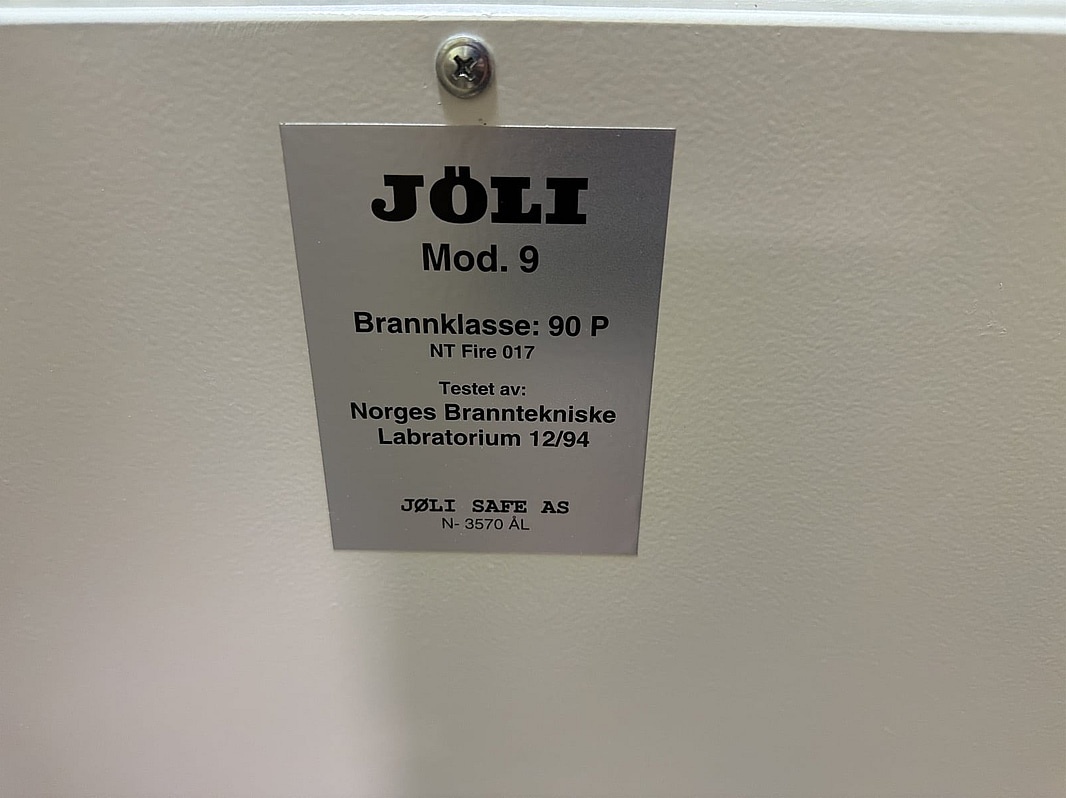 JÖLI
Mod. 9
Brannklasse: 90 P
NT Fire 017
Testet av:
Norges Branntekniske
Labratorium 12/94
JØLI SAFE AS
N- 3570 ÅL